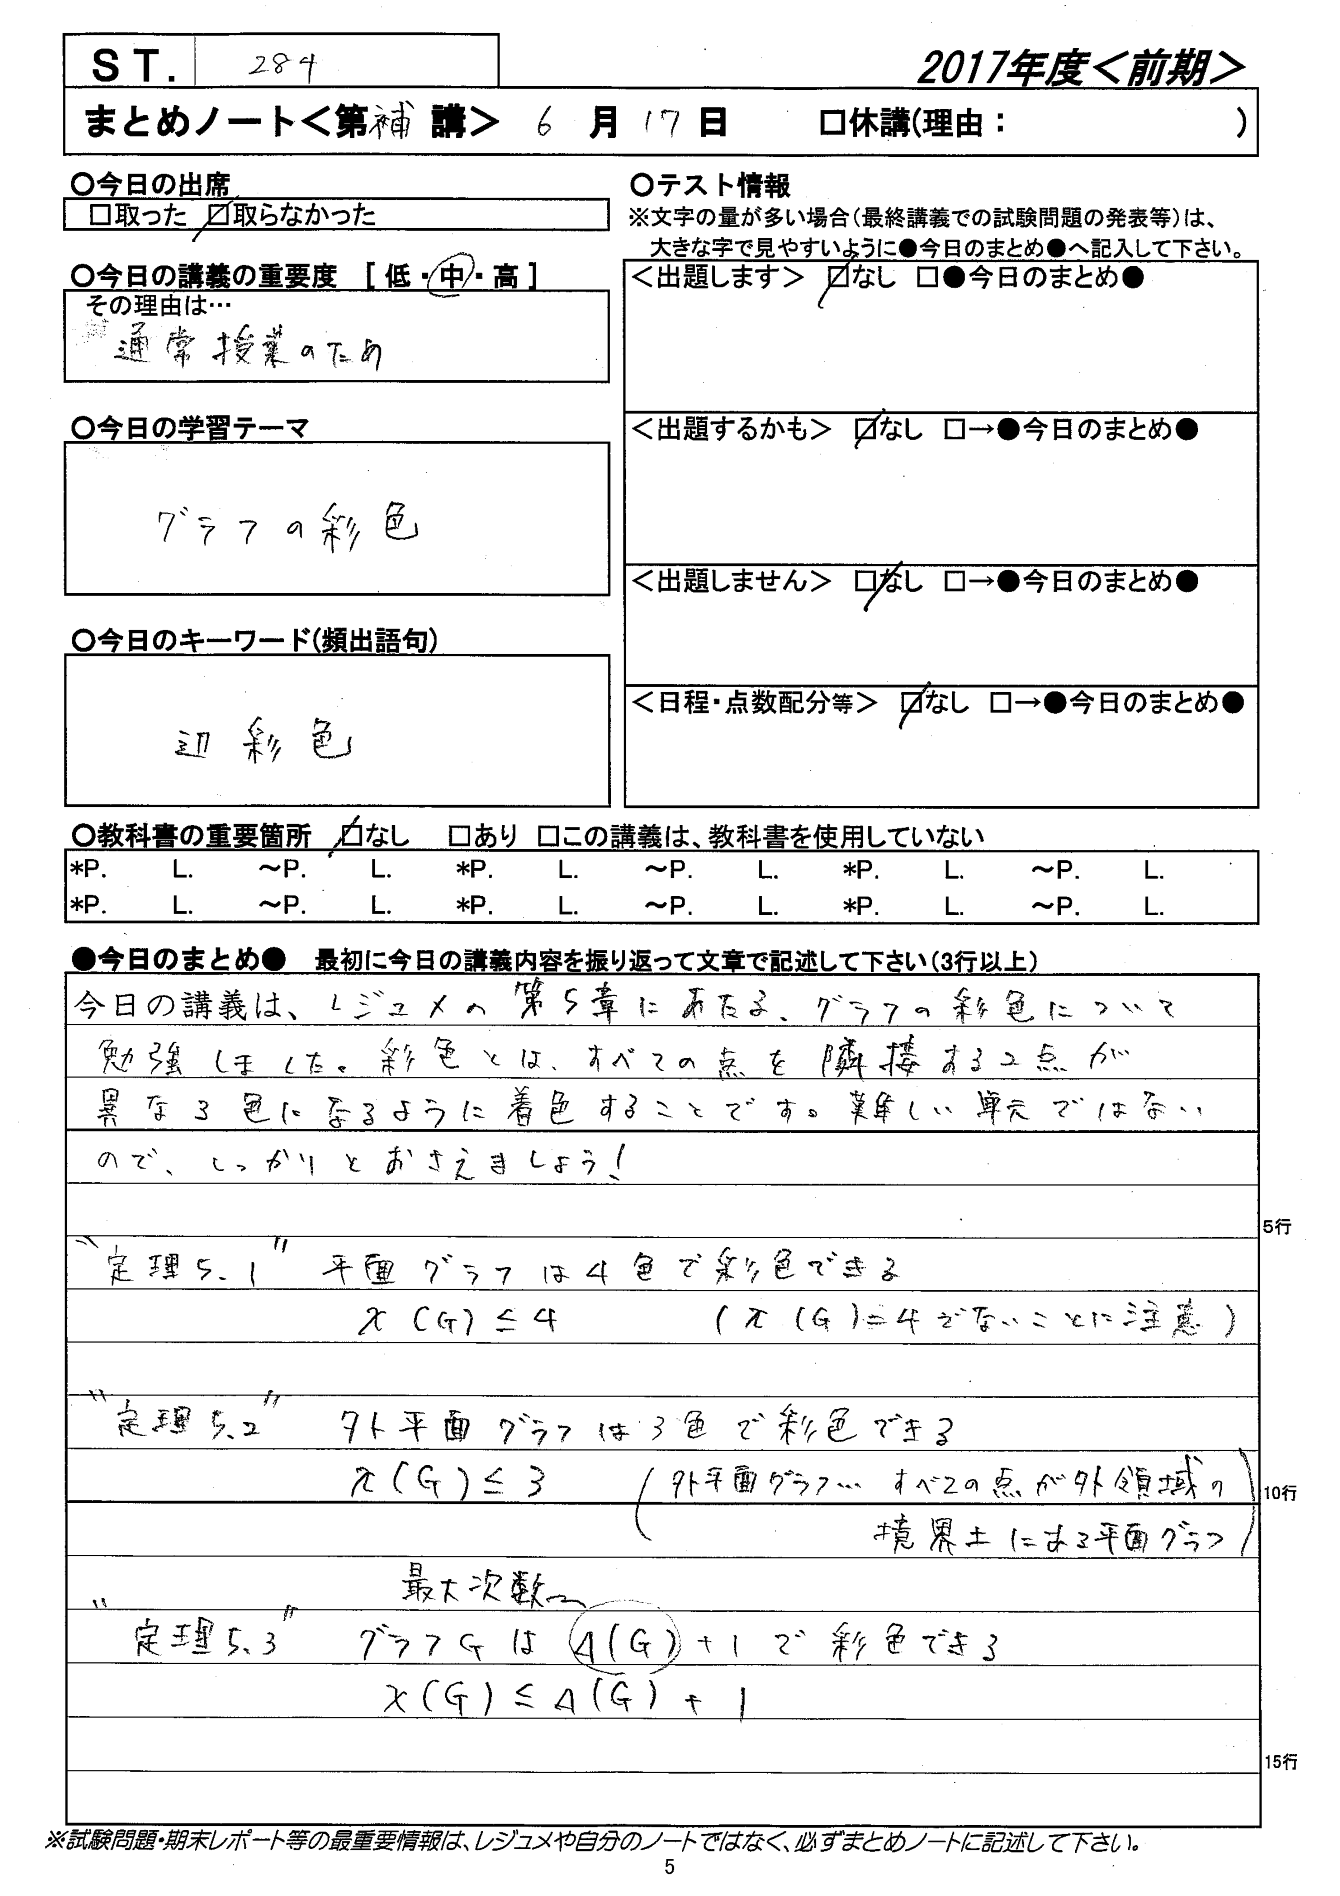 ST. 284
2017年度＜前期＞
まとめノート＜第補講＞ 6月17日 □休講(理由： )
○今日の出席
□取った ☑取らなかった
○今日の講義の重要度 [ 低・中・高 ]
その理由は…
通常授業のため
○今日の学習テーマ
グラフの彩色
○今日のキーワード(頻出語句)
辺彩色
○テスト情報
※文字の量が多い場合(最終講義での試験問題の発表等)は、
大きな字で見やすいように●今日のまとめ●へ記入して下さい。
＜出題します＞ ☑なし □●今日のまとめ●
＜出題するかも＞ ☑なし □→●今日のまとめ●
＜出題しません＞ ☑なし □→●今日のまとめ●
＜日程・点数配分等＞ ☑なし □→●今日のまとめ●
○教科書の重要箇所 ☑なし □あり □この講義は、教科書を使用していない
*P. L. ～P. L. *P. L. ～P. L. *P. L. ～P. L.
*P. L. ～P. L. *P. L. ～P. L. *P. L. ～P. L.
●今日のまとめ● 最初に今日の講義内容を振り返って文章で記述して下さい(3行以上)
今日の講義は、レジュメの第5章にあたる、グラフの彩色について
勉強しました。彩色とは、すべての点を隣接する2点が
異なる色になるように着色することです。難しい単元ではない
ので、しっかりとおさえましょう!
5行
"定理5.1" 平面グラフは4色で彩色できる
χ(G)≤4 (χ(G)=4でないことに注意)
"定理5.2" 外平面グラフは3色で彩色できる
χ(G)≤3 (外平面グラフ… すべての点が外領域の
10行
境界上にある平面グラフ)
最大次数
"定理5.3" グラフGはΔ(G)+1で彩色できる
χ(G)≤Δ(G)+1
15行
※試験問題・期末レポート等の最重要情報は、レジュメや自分のノートではなく、必ずまとめノートに記述して下さい。
5